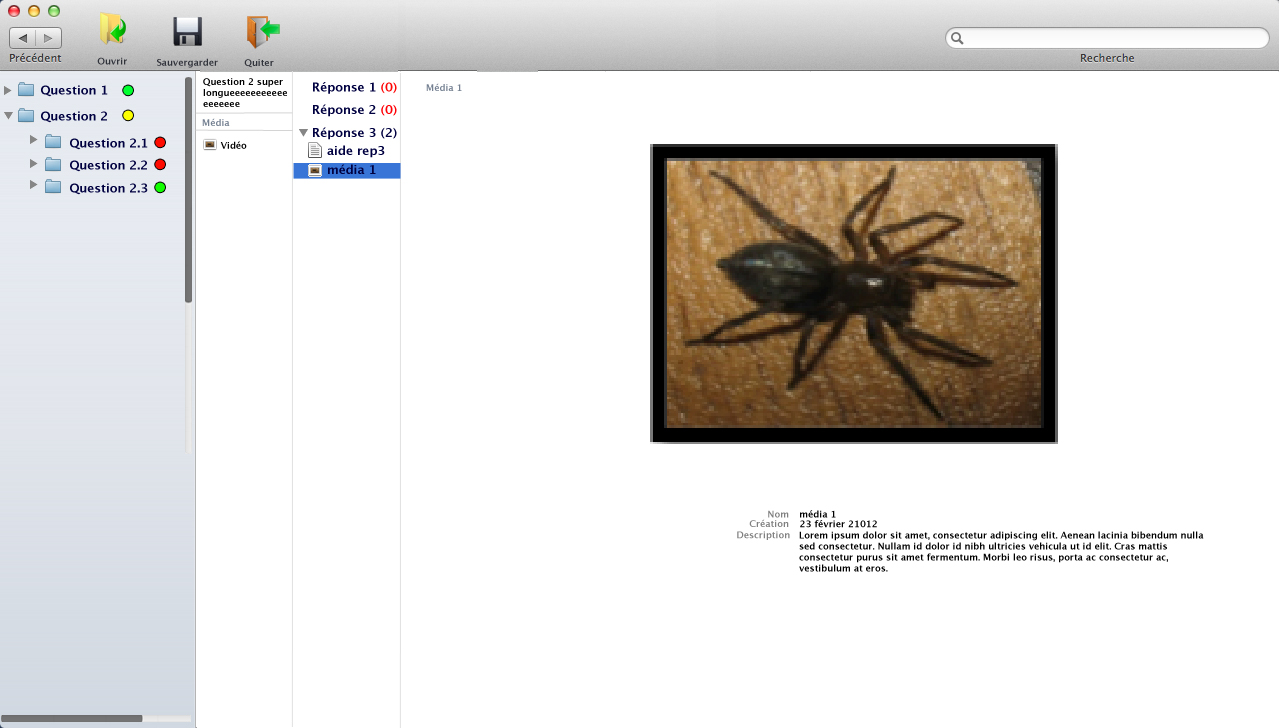 Précédent
Ouvrir
Sauvergarder
Quiter
Recherche
Question 1
Question 2
Question 2.1
Question 2.2
Question 2.3
Question 2 super
longueeeeeeeeeee
eeeeeee
Média
Vidéo
Réponse 1 (0)
Réponse 2 (0)
Réponse 3 (2)
aide rep3
média 1
Média 1
Nom média 1
Création 23 février 21012
Description Lorem ipsum dolor sit amet, consectetur adipiscing elit. Aenean lacinia bibendum nulla
sed consectetur. Nullam id dolor id nibh ultricies vehicula ut id elit. Cras mattis
consectetur purus sit amet fermentum. Morbi leo risus, porta ac consectetur ac,
vestibulum at eros.